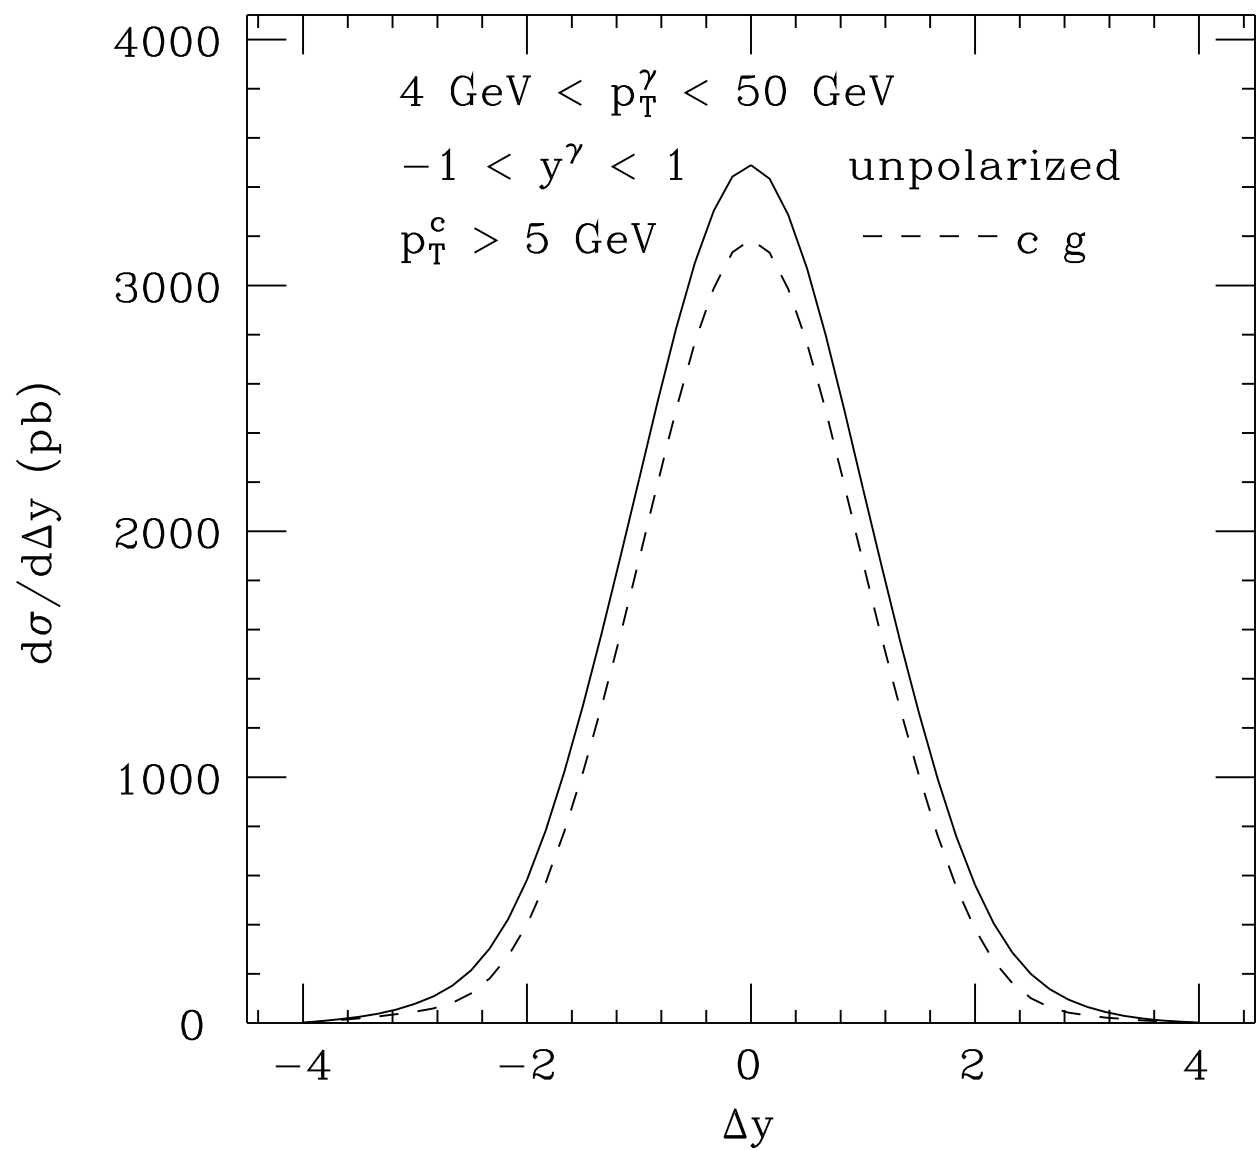 4000
4 GeV < p_T^γ < 50 GeV
−1 < y^γ < 1 unpolarized
p_T^c > 5 GeV c g
3000
dσ/dΔy (pb)
2000
1000
0
−4 −2 0 2 4
Δy